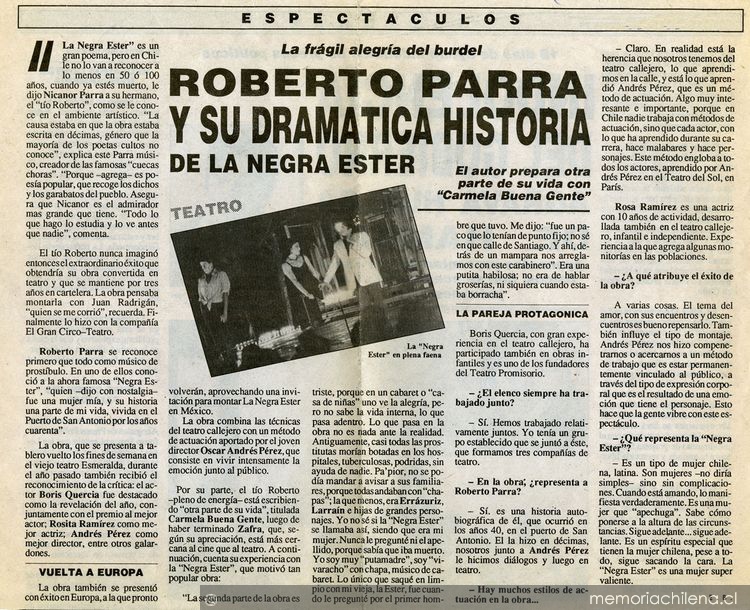 ESPECTACULOS
La frágil alegría del burdel
ROBERTO PARRA
Y SU DRAMATICA HISTORIA
DE LA NEGRA ESTER
El autor prepara otra
parte de su vida con
“Carmela Buena Gente”
"La Negra Ester” es un
gran poema, pero en Chi-
le no lo van a reconocer a
lo menos en 50 ó 100
años, cuando ya estés muerto, le
dijo Nicanor Parra a su hermano,
el “tío Roberto”, como se le cono-
ce en el ambiente artístico. “La
causa estaba en que la obra estaba
escrita en décimas, género que la
mayoría de los poetas cultos no
conoce”, explica este Parra músi-
co, creador de las famosas “cuecas
choras”. “Porque –agrega– es po-
esía popular, que recoge los dichos
y los garabatos del pueblo. Asegu-
ra que Nicanor es el admirador
mas grande que tiene. “Todo lo
que hago lo estudia y lo ve antes
que nadie”, comenta.
El tío Roberto nunca imaginó
entonces el extraordinario éxito que
obtendría su obra convertida en
teatro y que se mantiene por tres
años en cartelera. La obra pensaba
montarla con Juan Radrigán,
“quien se me corrió”, recuerda. Fi-
nalmente lo hizo con la compañía
El Gran Circo–Teatro.
Roberto Parra se reconoce
primero que todo como músico de
prostíbulo. En uno de ellos cono-
ció a la ahora famosa “Negra Es-
ter”, “quien –dijo con nostalgia–
fue una mujer mía, y su historia
una parte de mi vida, vivida en el
Puerto de San Antonio por los años
cuarenta”.
La obra, que se presenta a ta-
blero vuelto los fines de semana en
el viejo teatro Esmeralda, durante
el año pasado también recibió el
reconocimiento de la crítica: el ac-
tor Boris Quercia fue destacado
como la revelación del año, con-
juntamente con el premio al mejor
actor; Rosita Ramírez como me-
jor actriz; Andrés Pérez como
mejor director, entre otros galar-
dones.
VUELTA A EUROPA
La obra también se presentó
con éxito en Europa, a la que pronto
TEATRO
La “Negra
Ester” en plena faena
volverán, aprovechando una invi-
tación para montar La Negra Ester
en México.
La obra combina las técnicas
del teatro callejero con un método
de actuación aportado por el joven
director Oscar Andrés Pérez, que
consiste en vivir intensamente la
emoción junto al público.
Por su parte, el tío Roberto
–pleno de energía– está escribien-
do “otra parte de su vida”, titulada
Carmela Buena Gente, luego de
haber terminado Zafra, que, se-
gún su apreciación, está más cer-
cana al cine que al teatro. A conti-
nuación, cuenta su experiencia con
la “Negra Ester”, que motivó tan
popular obra:
“La segunda parte de la obra es
triste, porque en un cabaret o “ca-
sa de niñas” uno ve la alegría, pe-
ro no sabe la vida interna, lo que
pasa adentro. Lo que pasa en la
obra no es nada ante la realidad.
Antiguamente, casi todas las pros-
titutas morían botadas en los hos-
pitales, tuberculosas, podridas, sin
ayuda de nadie. Pa'pior, no se po-
día mandar a avisar a sus familia-
res, porque todas andaban con “cha-
pas”; la que menos, era Errázuriz,
Larraín e hijas de grandes perso-
najes. Yo no sé si la “Negra Ester”
se llamaba así, siendo que era mi
mujer. Nunca le pregunté ni el ape-
llido, porque sabía que iba muerto.
Yo soy muy “putamadre”, soy “vi-
varacho” con chapa, músico de ca-
baret. Lo único que saqué en lim-
pio con mi vieja, la Ester, fue cuan-
do le pregunté por el primer hom-
bre que tuvo. Me dijo: “fue un pa-
co que lo tenían de punto fijo; no sé
en que calle de Santiago. Y ahí, de-
trás de un mampara nos arregla-
mos con este carabinero”. Era una
putita habilosa; no era de hablar
groserías, ni siquiera cuando esta-
ba borracha”.
LA PAREJA PROTAGONICA
Boris Quercia, con gran expe-
riencia en el teatro callejero, ha
participado también en obras in-
fantiles y es uno de los fundadores
del Teatro Promisorio.
– ¿El elenco siempre ha tra-
bajado junto?
– Sí. Hemos trabajado relati-
vamente juntos. Yo tenía un gru-
po establecido que se juntó a éste,
que formamos tres compañías de
teatro.
– En la obra, ¿representa a
Roberto Parra?
– Sí. es una historia autobio-
gráfica de él, que ocurrió en
los años 40, en el puerto de San
Antonio. El la hizo en décimas,
nosotros junto a Andrés Pérez
le hicimos diálogos y luego en
teatro.
– Hay muchos estilos de ac-
tuación en la obra...
– Claro. En realidad está la
herencia que nosotros tenemos del
teatro callejero, lo que aprendi-
mos en la calle, y está lo que apren-
dió Andrés Pérez, que es un mé-
todo de actuación. Algo muy inte-
resante e importante, porque en
Chile nadie trabaja con métodos de
actuación, sino que cada actor, con
lo que ha aprendido durante su ca-
rrera, hace malabares y hace per-
sonajes. Este método engloba a to-
dos los actores, aprendido por An-
drés Pérez en el Teatro del Sol, en
París.
Rosa Ramírez es una actriz
con 10 años de actividad, desarro-
llada también en el teatro calleje-
ro, infantil e independiente. Expe-
riencia a la que agrega algunas mo-
nitorías en las poblaciones.
– ¿A qué atribuye el éxito de
la obra?
A varias cosas. El tema del
amor, con sus encuentros y desen-
cuentros es bueno repensarlo. Tam-
bién influye el tipo de montaje.
Andrés Pérez nos hizo compene-
trarnos o acercarnos a un método
de trabajo que es estar permanen-
temente vinculado al público, a
través del tipo de expresión corpo-
ral que es el resultado de una emo-
ción que tiene el personaje. Esto
hace que la gente vibre con este es-
pectáculo.
– ¿Qué representa la “Negra
Ester”?
– Es un tipo de mujer chile-
na, latina. Son mujeres –no diría
simples– sino sin complicacio-
nes. Cuando está amando, lo mani-
fiesta verdaderamente. Es una mu-
jer que “apechuga”. Sabe cómo
ponerse a la altura de las circuns-
tancias. Sigue adelante... sigue ade-
lante. Es un espíritu especial que
tienen la mujer chilena, pese a to-
do, sigue sacando la cara. La
“Negra Ester” es una mujer super
valiente.
memoriachilena.cl